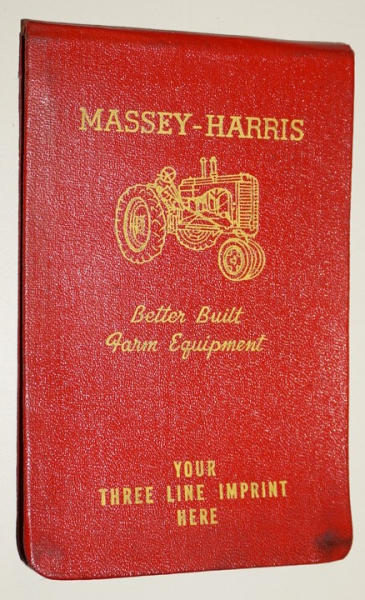 MASSEY-HARRIS
Better Built
Farm Equipment
YOUR
THREE LINE IMPRINT
HERE